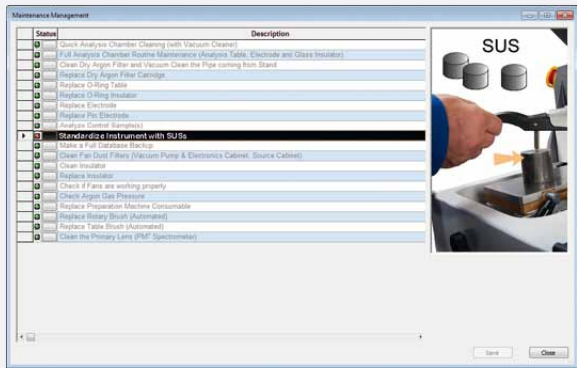 Maintenance Management
Status Description
Quick Analysis Chamber Cleaning (with Vacuum Cleaner)
Full Analysis Chamber Routine Maintenance (Analysis Table, Electrode and Glass Insulator)
Clean Dry Argon Filter and Vacuum Clean the Pipe coming from Stand
Replace Dry Argon Filter Catridge
Replace O-Ring Table
Replace O-Ring Insulator
Replace Electrode
Replace Pin Electrode
Analyze Control Sample(s)
Standardize Instrument with SUSs
Make a Full Database Backup
Clean Fan Dust Filters (Vacuum Pump & Electronics Cabinet, Source Cabinet)
Clean Insulator
Replace Insulator
Check if Fans are working properly
Check Argon Gas Pressure
Replace Preparation Machine Consumable
Replace Rotary Brush (Automated)
Replace Table Brush (Automated)
Clean the Primary Lens (PMT Spectrometer)
SUS
Save Close